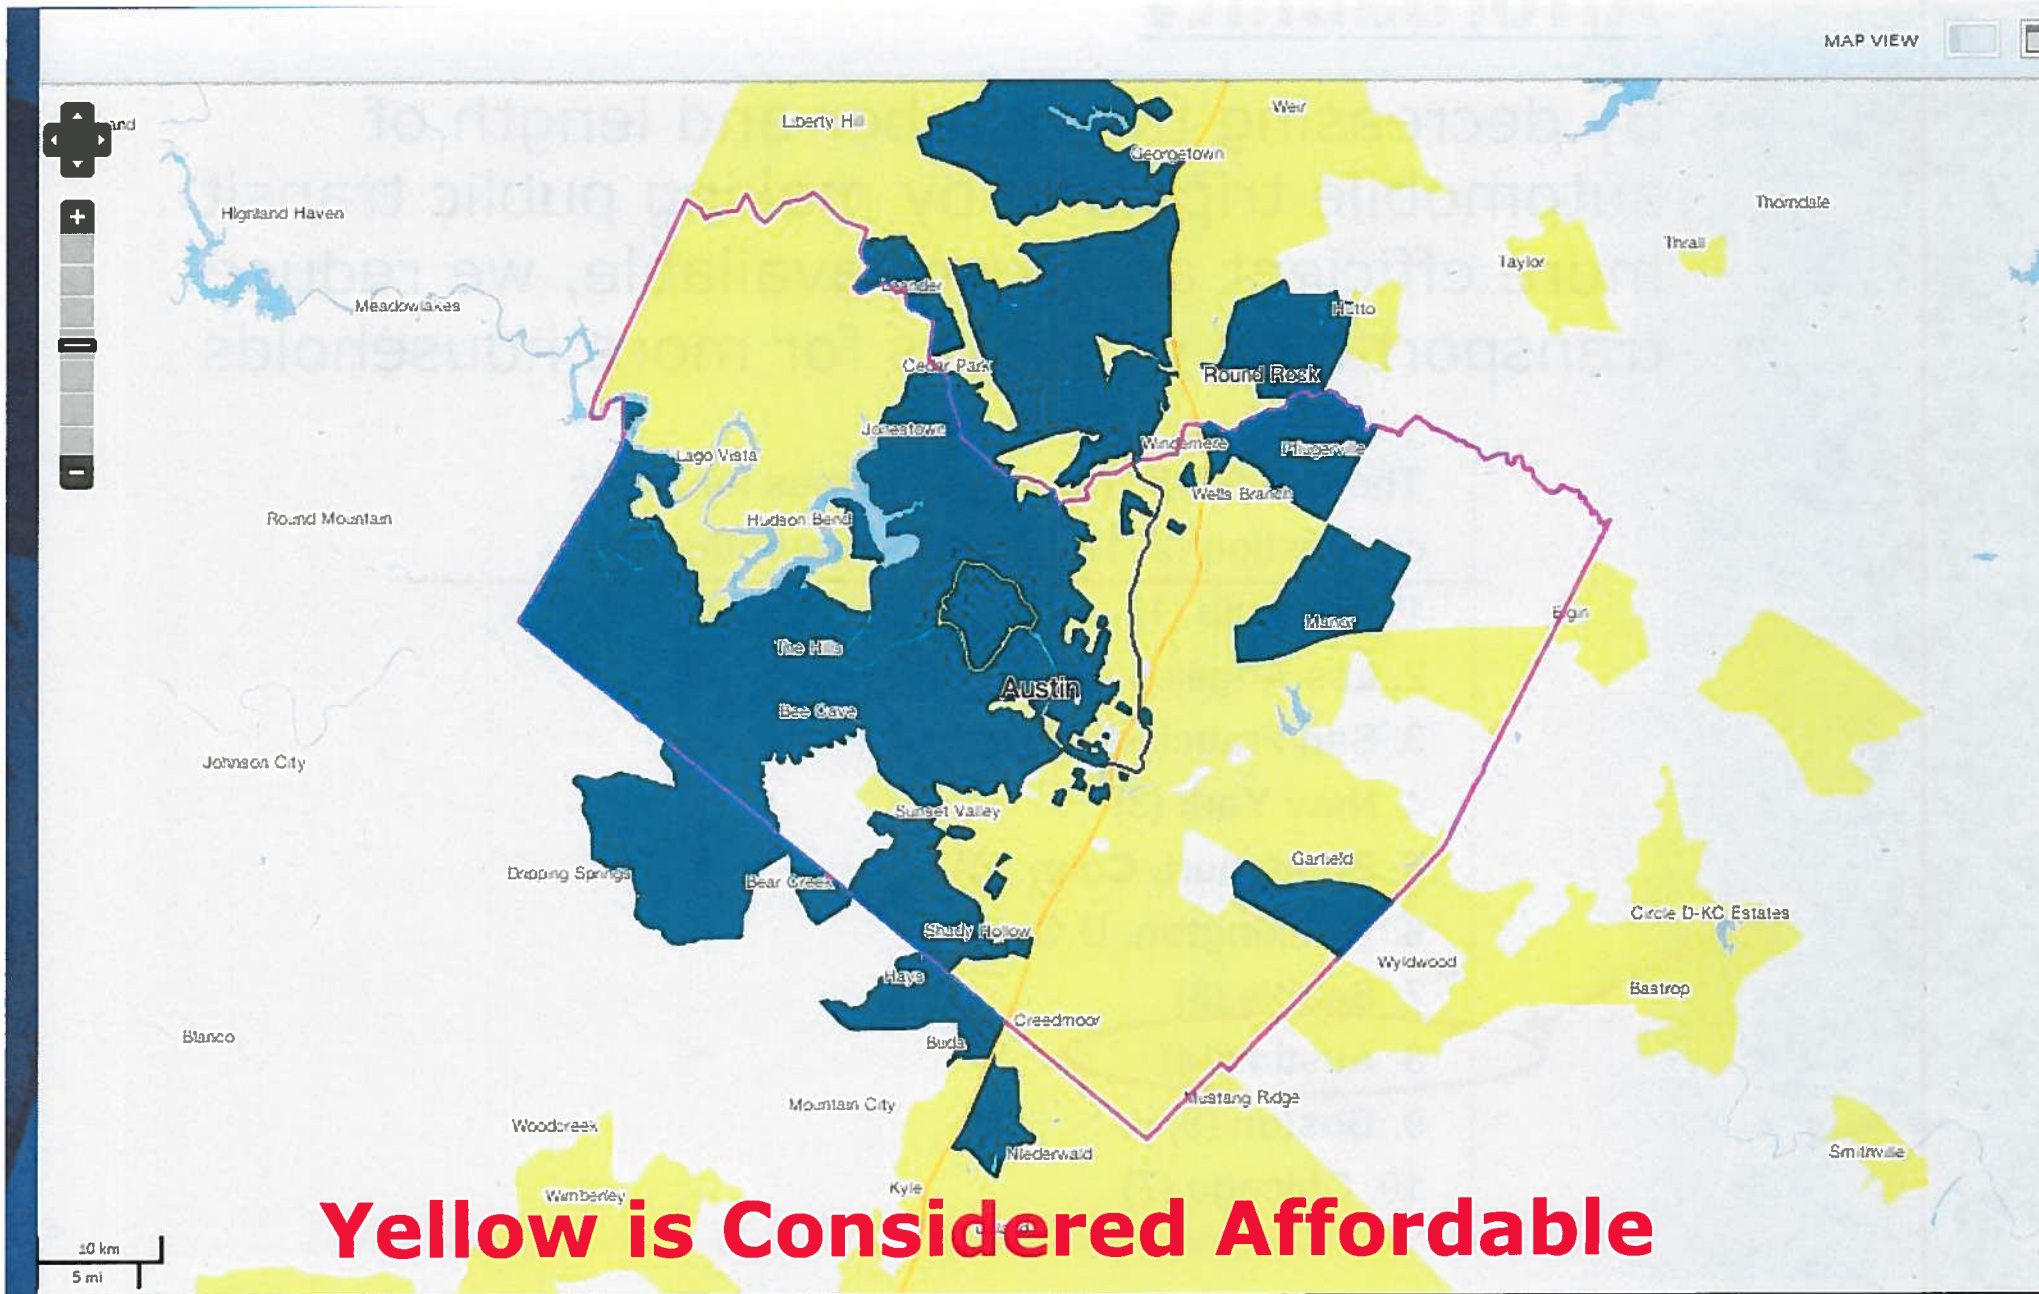 MAP VIEW
Liberty Hill
Weir
Georgetown
Highland Haven
Thorndale
Thrall
Taylor
Meadowlakes
Leander
Hutto
Cedar Park
Round Rock
Jonestown
Windemere
Pflugerville
Lago Vista
Wells Branch
Round Mountain
Hudson Bend
Elgin
Manor
The Hills
Austin
Bee Cave
Johnson City
Sunset Valley
Garfield
Dripping Springs
Bear Creek
Circle D-KC Estates
Shady Hollow
Wyldwood
Hays
Bastrop
Creedmoor
Blanco
Buda
Mustang Ridge
Mountain City
Woodcreek
Niederwald
Smithville
Kyle
Wimberley
Yellow is Considered Affordable
10 km
5 mi